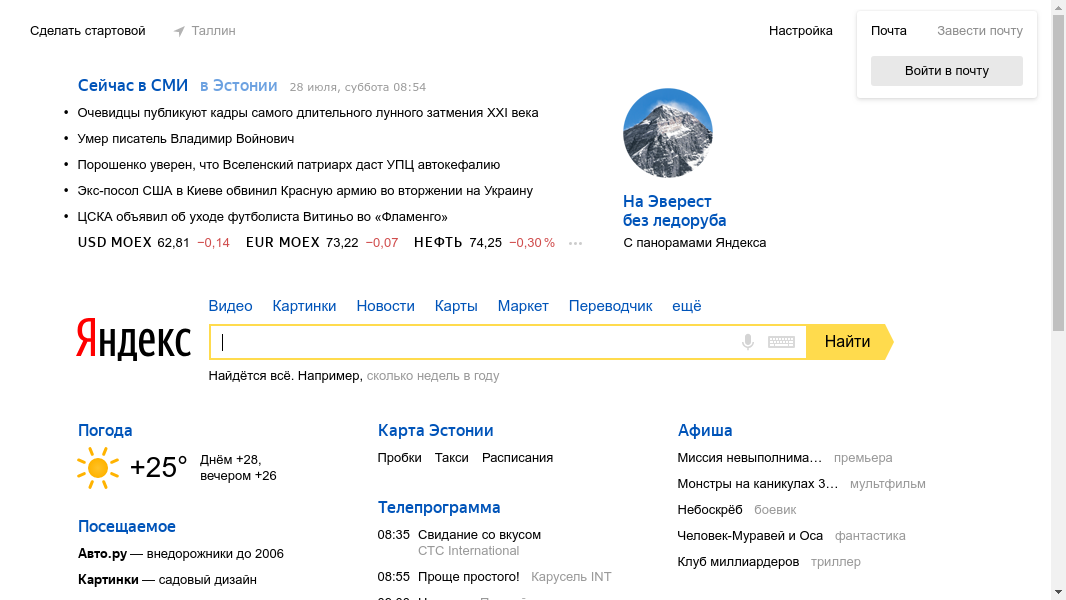 Сделать стартовой Таллин Настройка Почта Завести почту
Войти в почту
Сейчас в СМИ в Эстонии 28 июля, суббота 08:54
• Очевидцы публикуют кадры самого длительного лунного затмения XXI века
• Умер писатель Владимир Войнович
• Порошенко уверен, что Вселенский патриарх даст УПЦ автокефалию
• Экс-посол США в Киеве обвинил Красную армию во вторжении на Украину
• ЦСКА объявил об уходе футболиста Витиньо во «Фламенго»
USD MOEX 62,81 −0,14 EUR MOEX 73,22 −0,07 НЕФТЬ 74,25 −0,30 % •••
На Эверест
без ледоруба
С панорамами Яндекса
Видео Картинки Новости Карты Маркет Переводчик ещё
Яндекс
Найти
Найдётся всё. Например, сколько недель в году
Погода
+25°
Днём +28,
вечером +26
Посещаемое
Авто.ру — внедорожники до 2006
Картинки — садовый дизайн
Карта Эстонии
Пробки Такси Расписания
Телепрограмма
08:35 Свидание со вкусом
CTC International
08:55 Проще простого! Карусель INT
Афиша
Миссия невыполнима… премьера
Монстры на каникулах 3… мультфильм
Небоскрёб боевик
Человек-Муравей и Оса фантастика
Клуб миллиардеров триллер